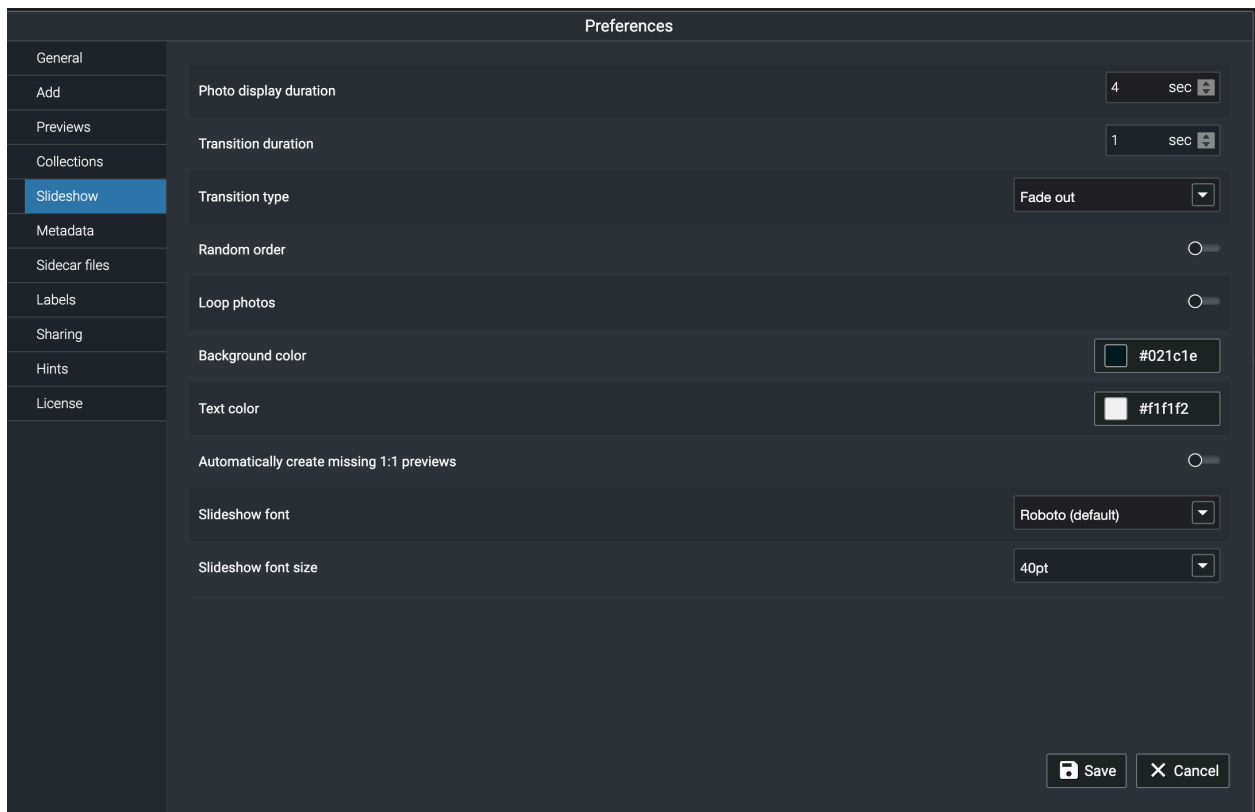 Preferences
General
Add
Previews
Collections
Slideshow
Metadata
Sidecar files
Labels
Sharing
Hints
License
Photo display duration 4 sec
Transition duration 1 sec
Transition type Fade out
Random order
Loop photos
Background color #021c1e
Text color #f1f1f2
Automatically create missing 1:1 previews
Slideshow font Roboto (default)
Slideshow font size 40pt
Save Cancel